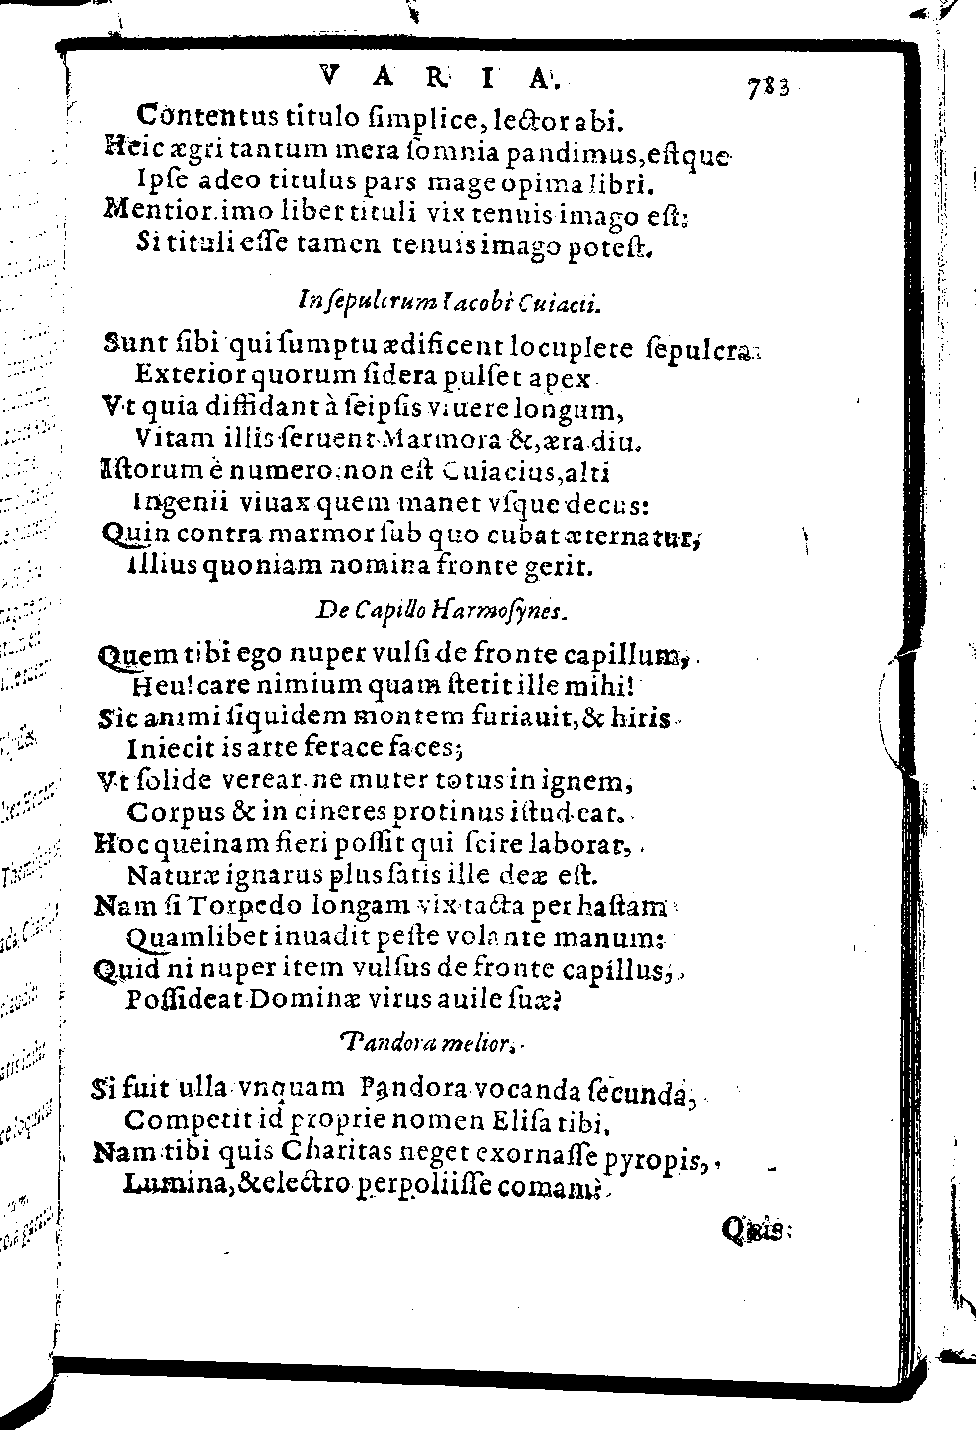 VARIA. 783
Contentus titulo ſimplice, lector abi.
Heic ægri tantum mera ſomnia pandimus, eſtque
Ipſe adeo titulus pars mage opima libri.
Mentior. imo liber tituli vix tenuis imago eſt:
Si tituli eſſe tamen tenuis imago poteſt.
In ſepulcrum Iacobi Cuiacii.
Sunt ſibi qui ſumptu ædificent locuplete ſepulcra
Exterior quorum ſidera pulſet apex
Vt quia diffidant à ſeipſis viuere longum,
Vitam illis ſeruent Marmora &, æra diu.
Iſtorum è numero non eſt Cuiacius, alti
Ingenii viuax quem manet vſque decus:
Quin contra marmor ſub quo cubat æternatur,
Illius quoniam nomina fronte gerit.
De Capillo Harmoſynes.
Quem tibi ego nuper vulſi de fronte capillum,
Heu! care nimium quam ſtetit ille mihi!
Sic animi ſiquidem montem furiauit, & hiris
Iniecit is arte ferace faces;
Vt ſolide verear ne muter totus in ignem,
Corpus & in cineres protinus iſtud eat.
Hoc queinam fieri poſſit qui ſcire laborat,
Naturæ ignarus plus ſatis ille deæ eſt.
Nam ſi Torpedo longam vix tacta per haſtam
Quamlibet inuadit peſte volante manum:
Quid ni nuper item vulſus de fronte capillus,
Poſſideat Dominæ virus auile ſuæ?
Pandora melior.
Si fuit ulla vnquam Pandora vocanda ſecunda,
Competit id proprie nomen Eliſa tibi.
Nam tibi quis Charitas neget exornaſſe pyropis,
Lumina, & electro perpoliiſſe comam?
Quis